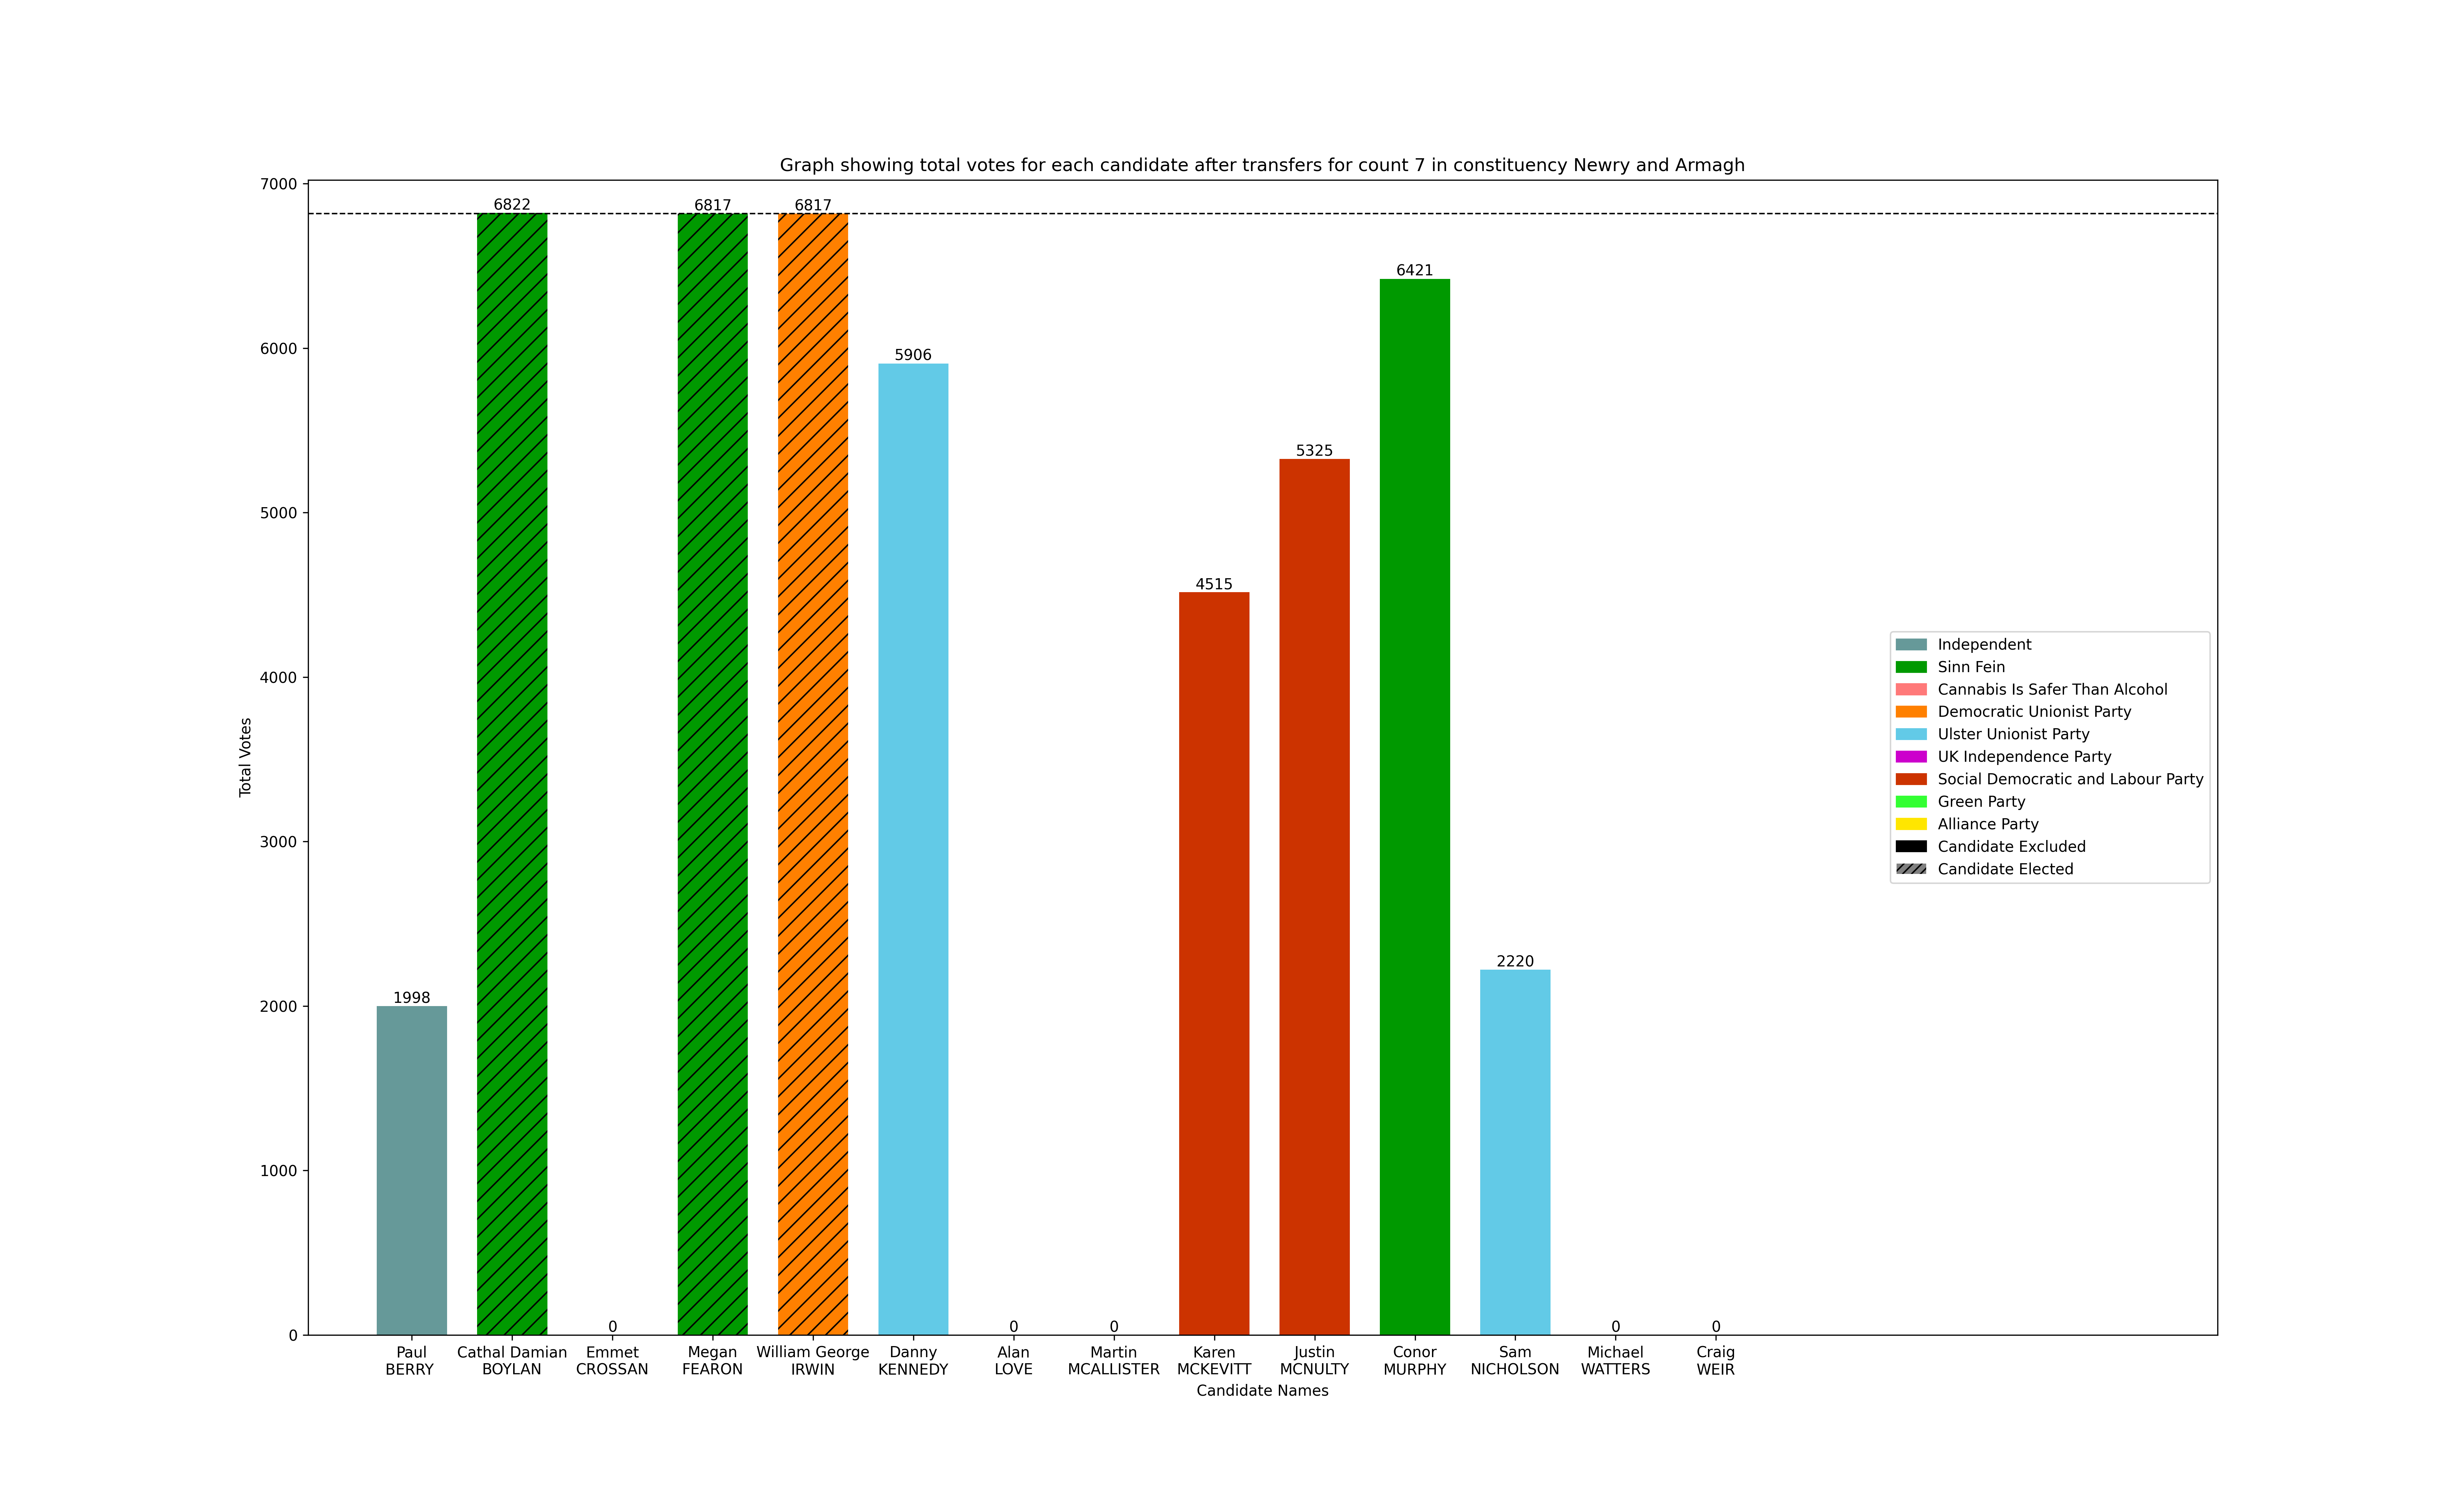 Graph showing total votes for each candidate after transfers for count 7 in constituency Newry and Armagh
7000
6000
5000
4000
3000
2000
1000
0
Total Votes
1998
6822
0
6817
6817
5906
0
0
4515
5325
6421
2220
0
0
Paul
BERRY
Cathal Damian
BOYLAN
Emmet
CROSSAN
Megan
FEARON
William George
IRWIN
Danny
KENNEDY
Alan
LOVE
Martin
MCALLISTER
Karen
MCKEVITT
Justin
MCNULTY
Conor
MURPHY
Sam
NICHOLSON
Michael
WATTERS
Craig
WEIR
Candidate Names
Independent
Sinn Fein
Cannabis Is Safer Than Alcohol
Democratic Unionist Party
Ulster Unionist Party
UK Independence Party
Social Democratic and Labour Party
Green Party
Alliance Party
Candidate Excluded
Candidate Elected